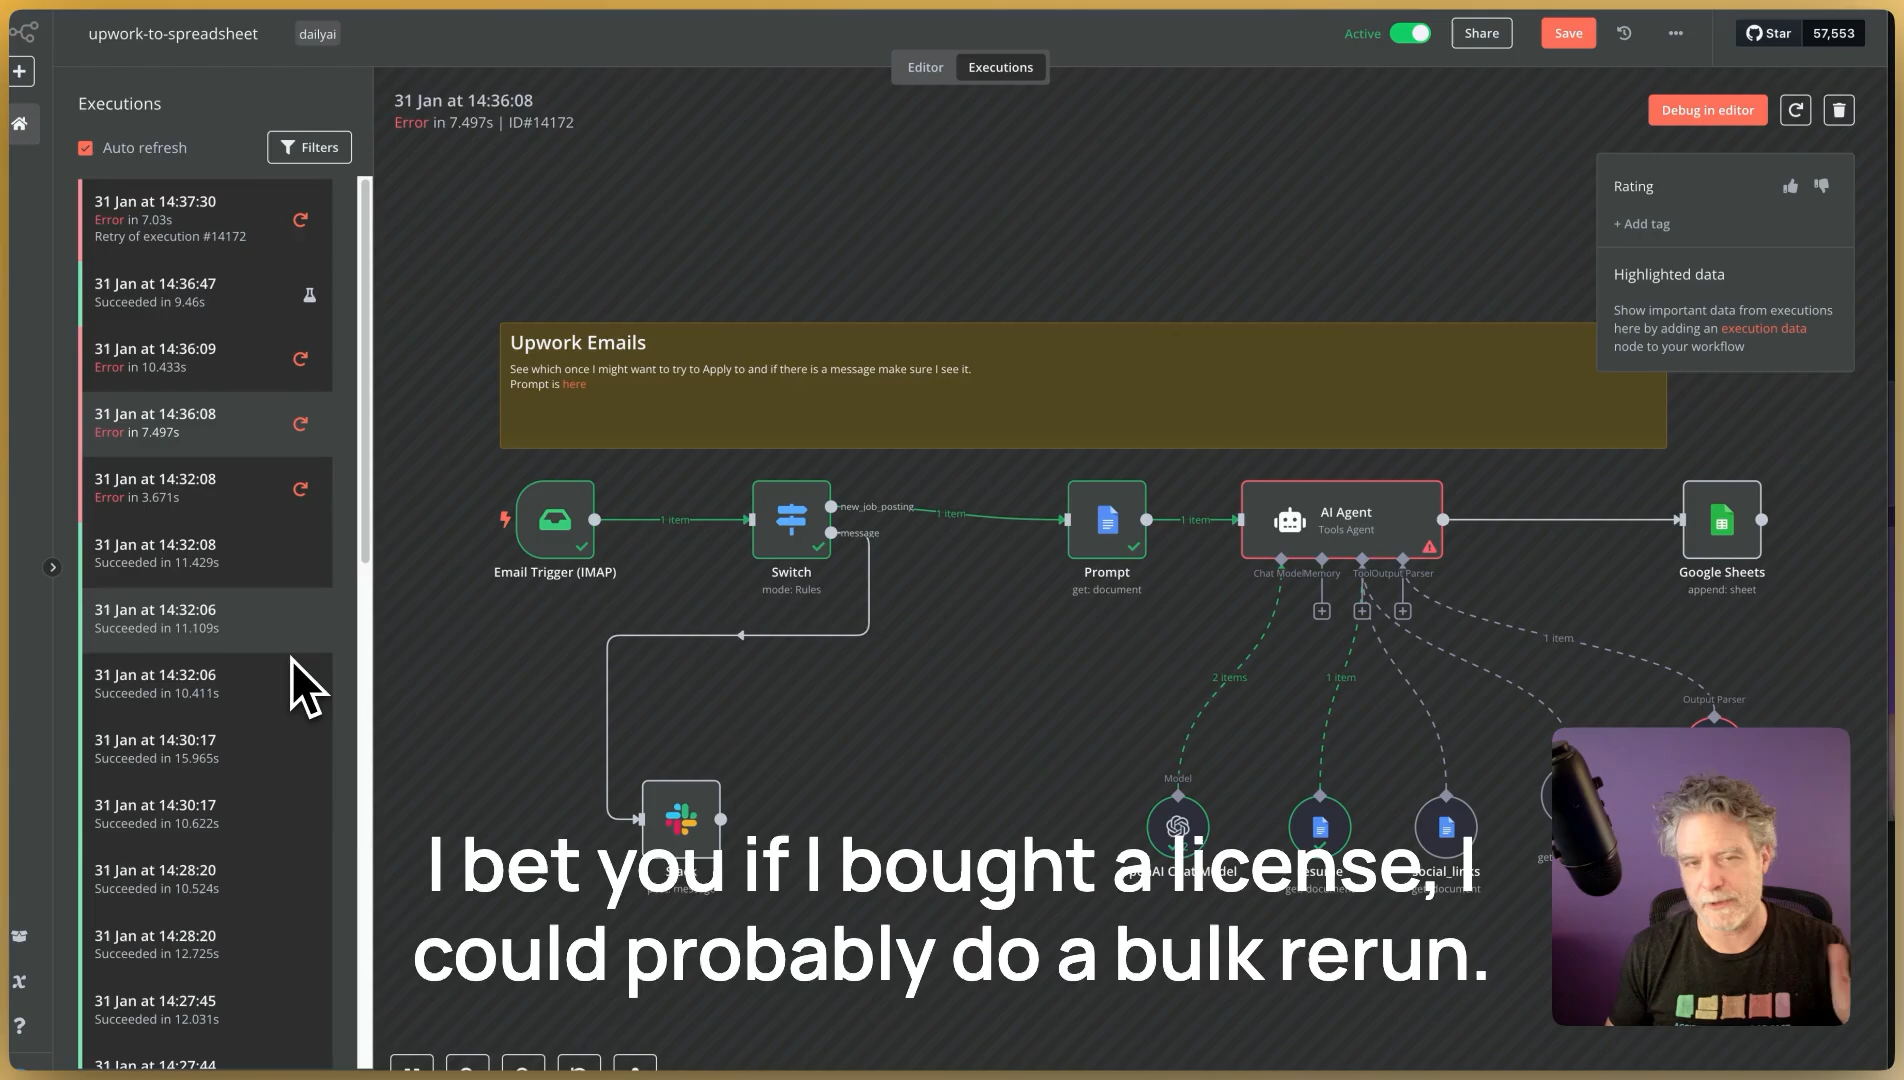 upwork-to-spreadsheet
dailyai
Active
Share
Save
Star
57,553
Editor
Executions
Executions
Auto refresh
Filters
31 Jan at 14:37:30
Error in 7.03s
Retry of execution #14172
31 Jan at 14:36:47
Succeeded in 9.46s
31 Jan at 14:36:09
Error in 10.433s
31 Jan at 14:36:08
Error in 7.497s
31 Jan at 14:32:08
Error in 3.671s
31 Jan at 14:32:08
Succeeded in 11.429s
31 Jan at 14:32:06
Succeeded in 11.109s
31 Jan at 14:32:06
Succeeded in 10.411s
31 Jan at 14:30:17
Succeeded in 15.965s
31 Jan at 14:30:17
Succeeded in 10.622s
31 Jan at 14:28:20
Succeeded in 10.524s
31 Jan at 14:28:20
Succeeded in 12.725s
31 Jan at 14:27:45
Succeeded in 12.031s
31 Jan at 14:27:44
31 Jan at 14:36:08
Error in 7.497s | ID#14172
Debug in editor
Rating
+ Add tag
Highlighted data
Show important data from executions
here by adding an execution data
node to your workflow
Upwork Emails
See which once I might want to try to Apply to and if there is a message make sure I see it.
Prompt is here
1 item
new_job_posting
1 item
message
1 item
AI Agent
Tools Agent
Email Trigger (IMAP)
Switch
mode: Rules
Prompt
get: document
Chat Model
Memory
Tool
Output Parser
Google Sheets
append: sheet
1 item
2 items
1 item
Output Parser
Model
social_links
get: document
I bet you if I bought a license, I
could probably do a bulk rerun.